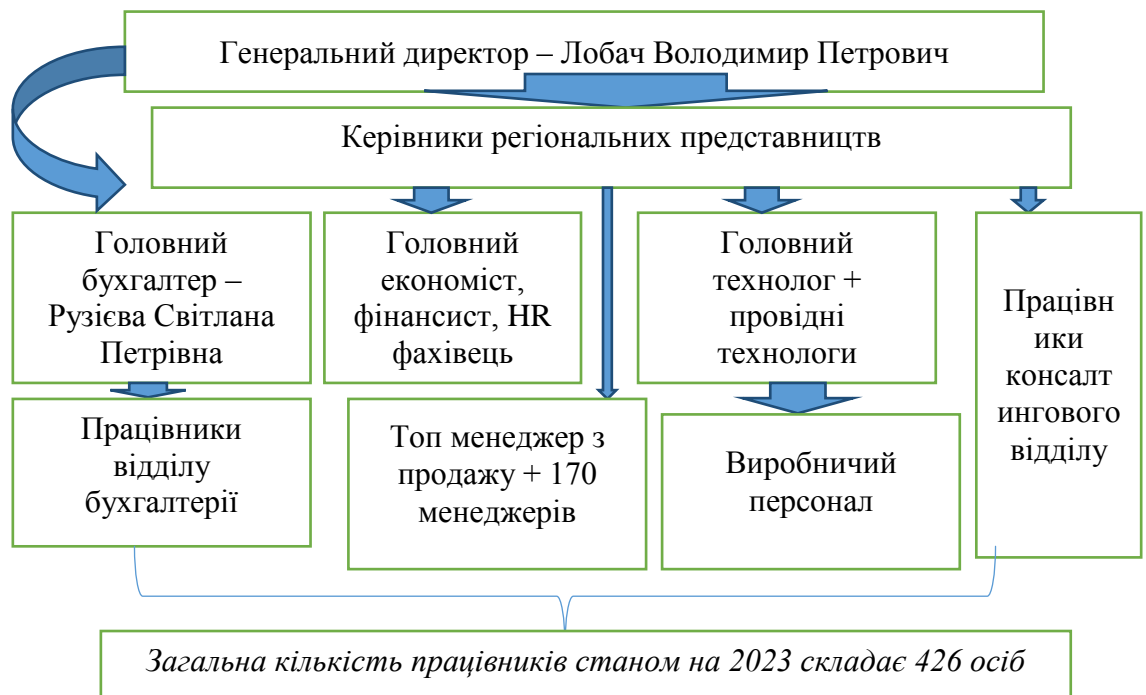 Генеральний директор – Лобач Володимир Петрович
Керівники регіональних представництв
Головний
бухгалтер –
Рузієва Світлана
Петрівна
Головний
економіст,
фінансист, HR
фахівець
Головний
технолог +
провідні
технологи
Працівн
ики
консалт
ингового
відділу
Працівники
відділу
бухгалтерії
Топ менеджер з
продажу + 170
менеджерів
Виробничий
персонал
Загальна кількість працівників станом на 2023 складає 426 осіб